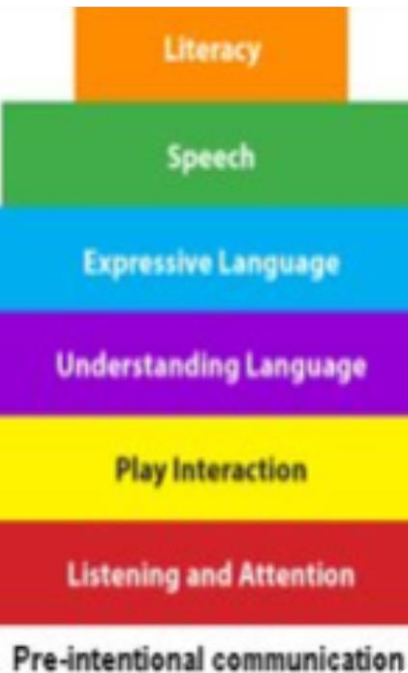 Literacy
Speech
Expressive Language
Understanding Language
Play Interaction
Listening and Attention
Pre-intentional communication